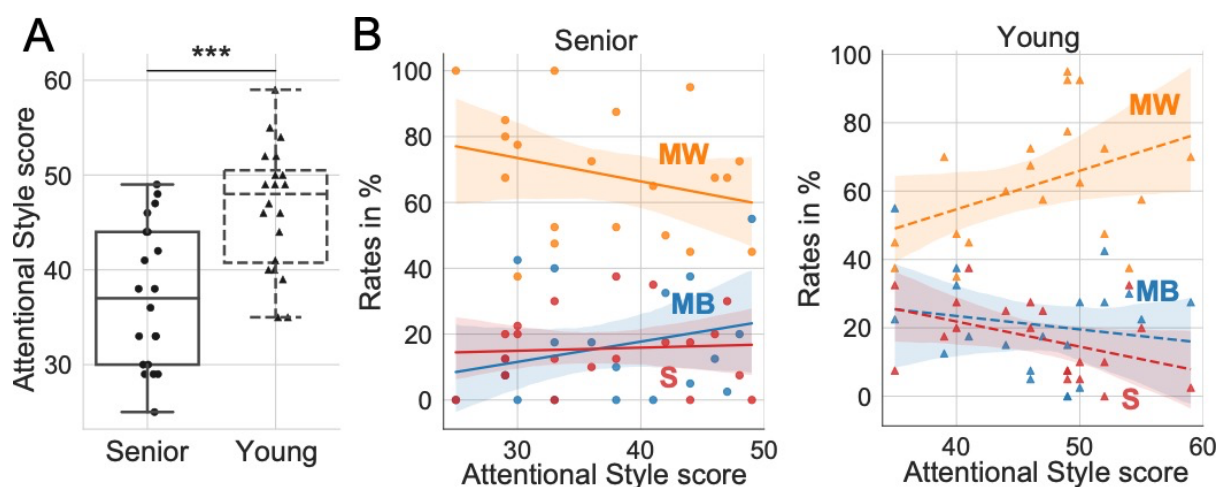 A
***
Attentional Style score
60
50
40
30
Senior
Young
B
Senior
Rates in %
100
80
60
40
20
0
MW
MB
S
30
40
50
Attentional Style score
Young
Rates in %
100
80
60
40
20
0
MW
MB
S
40
50
60
Attentional Style score